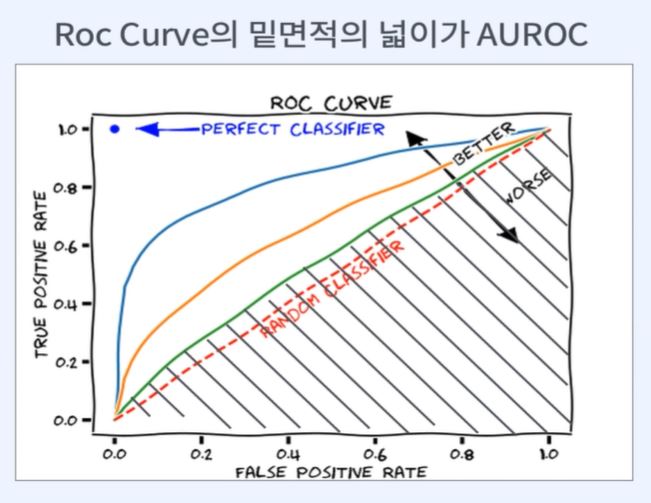 Roc Curve의 밑면적의 넓이가 AUROC
ROC CURVE
1.0
PERFECT CLASSIFIER
BETTER
WORSE
0.8
0.6
0.4
0.2
0.0
TRUE POSITIVE RATE
RANDOM CLASSIFIER
0.0 0.2 0.4 0.6 0.8 1.0
FALSE POSITIVE RATE